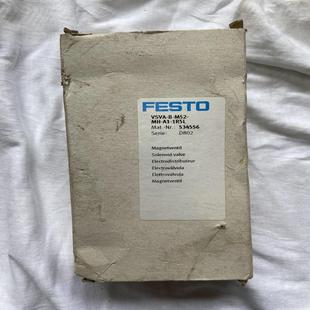 FESTO
VSVA-B-M52-
MH-A1-1R5L
Mat.-Nr. 534556
Serie: D802
Magnetventil
Solenoid valve
Electrodistributeur
Electroválvula
Elettrovalvola
Magnetventil